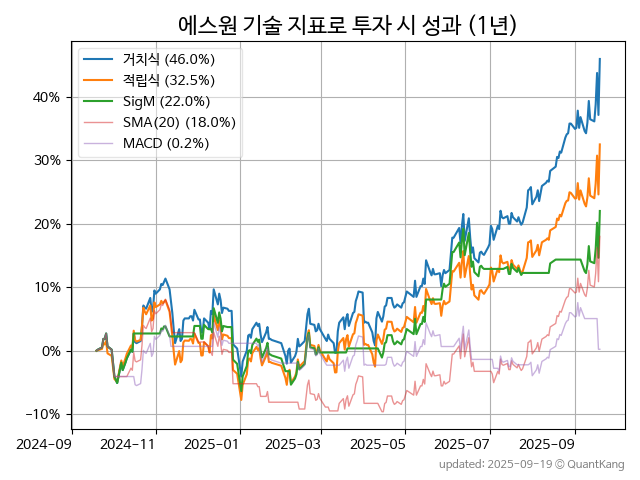 에스원 기술 지표로 투자 시 성과 (1년)
거치식 (46.0%)
적립식 (32.5%)
SigM (22.0%)
SMA(20) (18.0%)
MACD (0.2%)
40%
30%
20%
10%
0%
−10%
2024-09
2024-11
2025-01
2025-03
2025-05
2025-07
2025-09
updated: 2025-09-19 © QuantKang